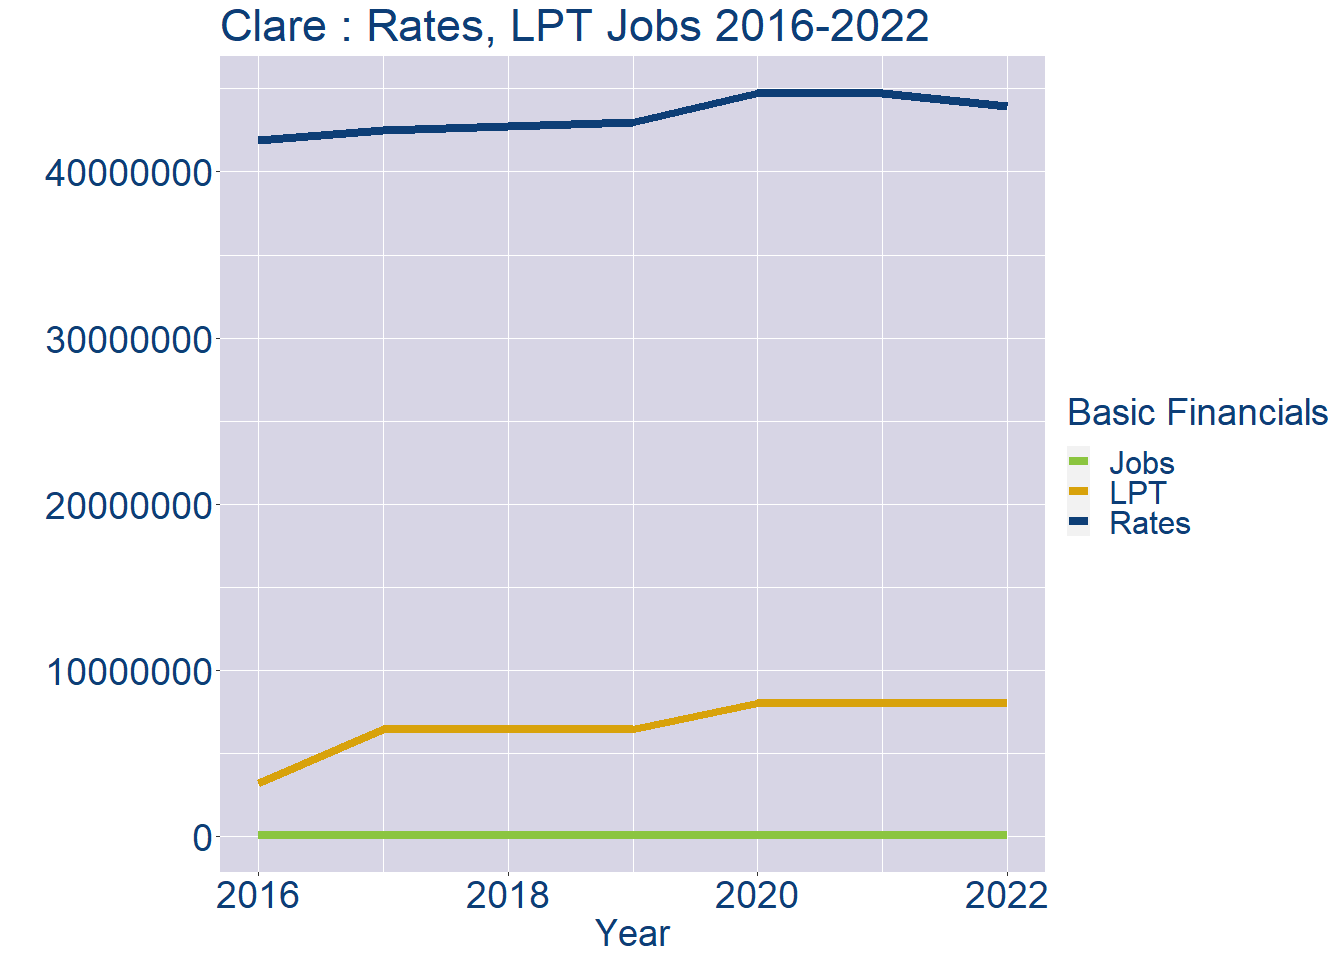 Clare : Rates, LPT Jobs 2016-2022
40000000
30000000
20000000
10000000
0
2016 2018 2020 2022
Year
Basic Financials
Jobs
LPT
Rates